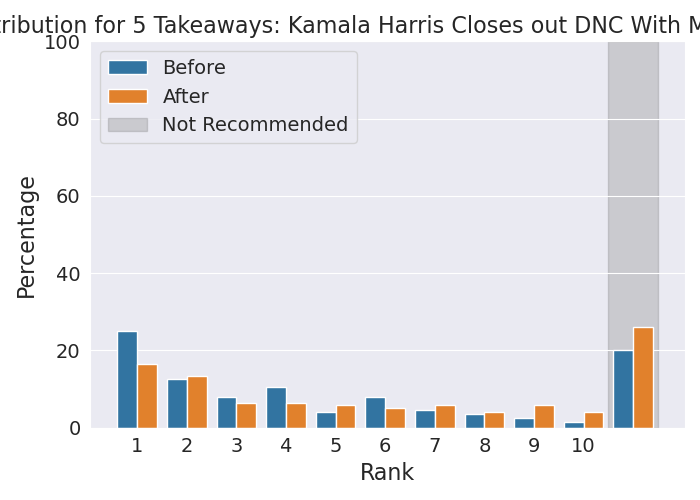 for 5 Takeaways: Kamala Harris Closes out DNC With
100
80
60
40
20
0
Percentage
Before
After
Not Recommended
1 2 3 4 5 6 7 8 9 10
Rank